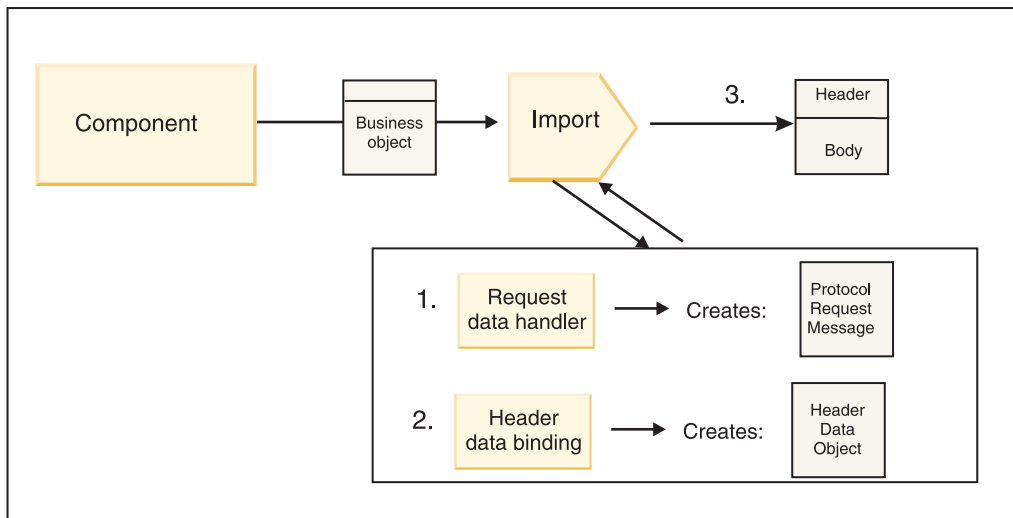 Component
Business
object
Import
3.
Header
Body
1.
Request
data handler
Creates:
Protocol
Request
Message
2.
Header
data binding
Creates:
Header
Data
Object